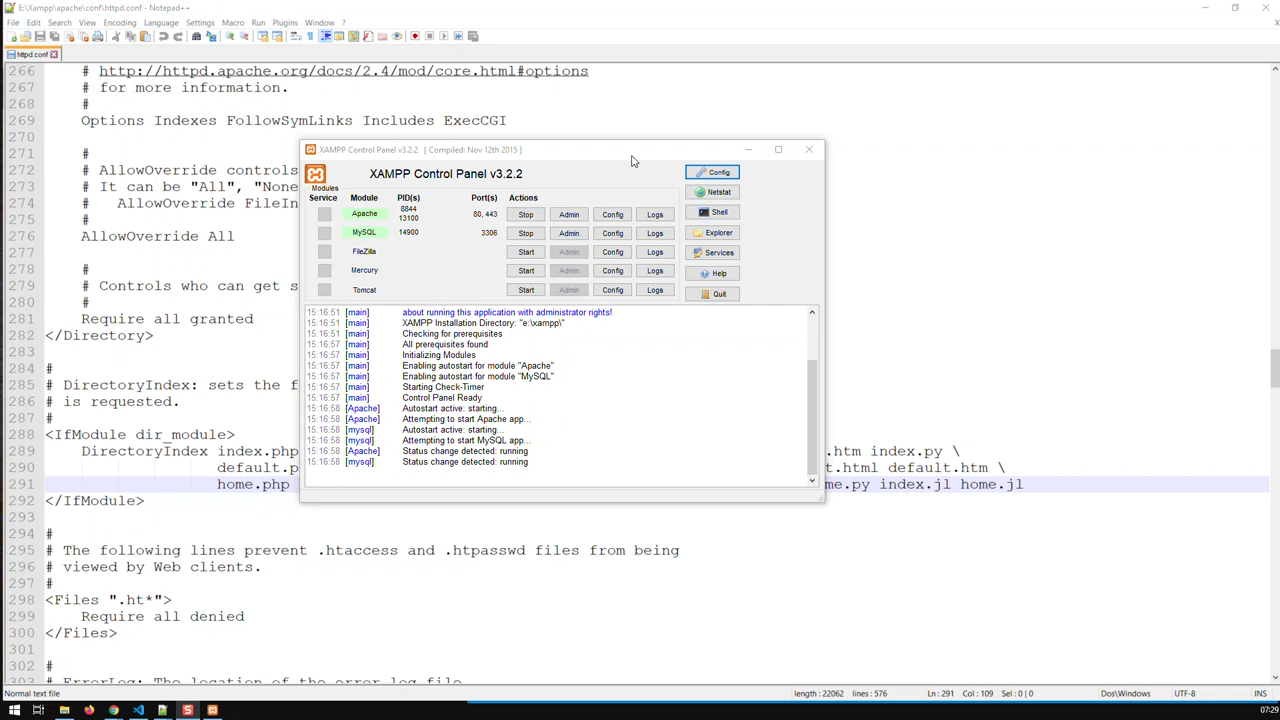 E:\Xampp\apache\conf\httpd.conf - Notepad++
File Edit Search View Encoding Language Settings Macro Run Plugins Window ?
httpd.conf
266 # http://httpd.apache.org/docs/2.4/mod/core.html#options
267 # for more information.
268 #
269 Options Indexes FollowSymLinks Includes ExecCGI
270
271 #
272 # AllowOverride controls
273 # It can be "All", "None
274 # AllowOverride FileIn
275 #
276 AllowOverride All
277
278 #
279 # Controls who can get s
280 #
281 Require all granted
282 </Directory>
283
284 #
285 # DirectoryIndex: sets the f
286 # is requested.
287 #
288 <IfModule dir_module>
289 DirectoryIndex index.php .htm index.py \
290 default.p t.html default.htm \
291 home.php me.py index.jl home.jl
292 </IfModule>
293
294 #
295 # The following lines prevent .htaccess and .htpasswd files from being
296 # viewed by Web clients.
297 #
298 <Files ".ht*">
299 Require all denied
300 </Files>
301
302 #
303 # ErrorLog: The location of the error log file
XAMPP Control Panel v3.2.2 [ Compiled: Nov 12th 2015 ]
XAMPP Control Panel v3.2.2
Config
Netstat
Shell
Explorer
Services
Help
Quit
Modules
Service Module PID(s) Port(s) Actions
Apache 8844 13100 80, 443 Stop Admin Config Logs
MySQL 14900 3306 Stop Admin Config Logs
FileZilla Start Admin Config Logs
Mercury Start Admin Config Logs
Tomcat Start Admin Config Logs
15:16:51 [main] about running this application with administrator rights!
15:16:51 [main] XAMPP Installation Directory: "e:\xampp\"
15:16:51 [main] Checking for prerequisites
15:16:57 [main] All prerequisites found
15:16:57 [main] Initializing Modules
15:16:57 [main] Enabling autostart for module "Apache"
15:16:57 [main] Enabling autostart for module "MySQL"
15:16:57 [main] Starting Check-Timer
15:16:57 [main] Control Panel Ready
15:16:58 [Apache] Autostart active: starting...
15:16:58 [Apache] Attempting to start Apache app...
15:16:58 [mysql] Autostart active: starting...
15:16:58 [mysql] Attempting to start MySQL app...
15:16:58 [Apache] Status change detected: running
15:16:58 [mysql] Status change detected: running
Normal text file length : 22062 lines : 576 Ln : 291 Col : 109 Sel : 0 | 0 Dos\Windows UTF-8 INS
07:29